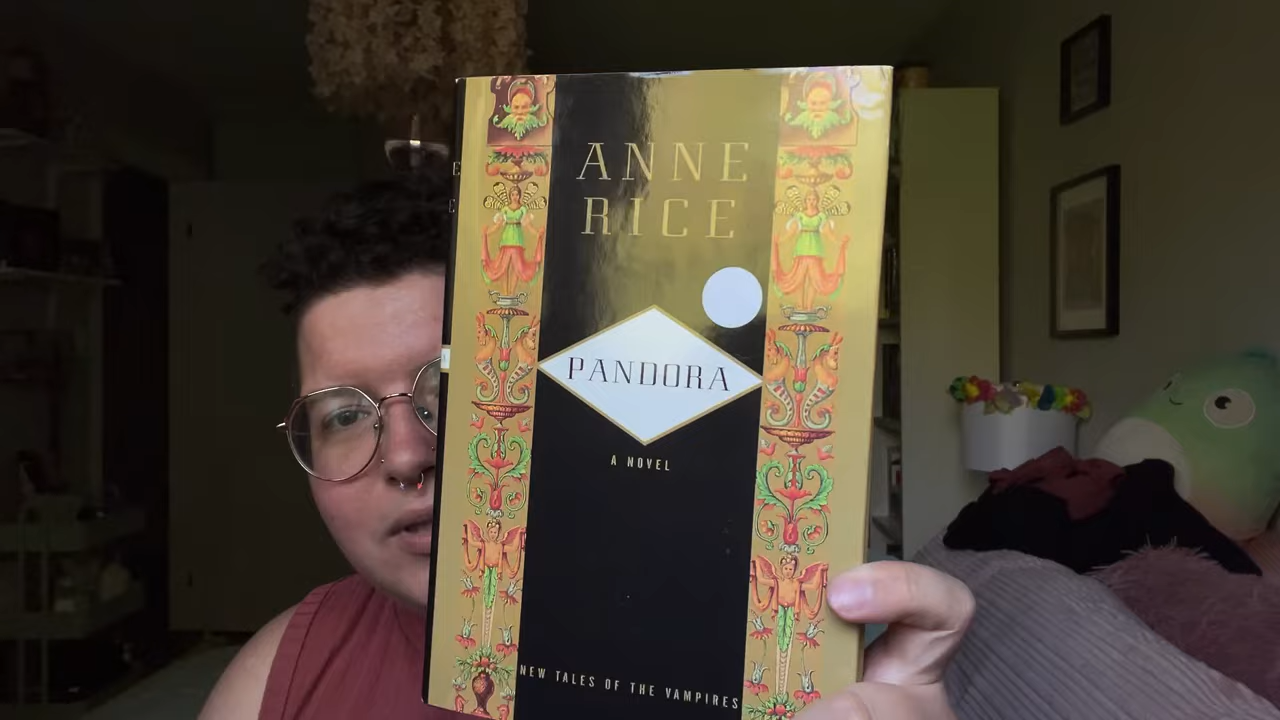 ANNE
RICE
PANDORA
A NOVEL
NEW TALES OF THE VAMPIRES